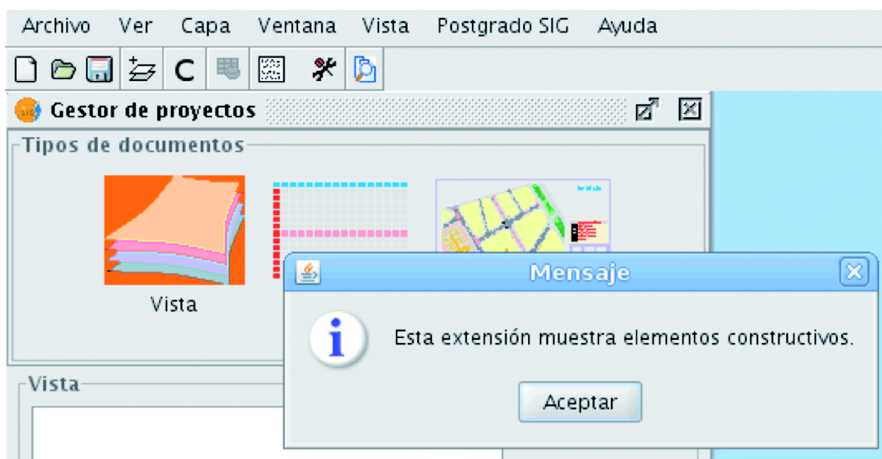 Archivo Ver Capa Ventana Vista Postgrado SIG Ayuda
C
Gestor de proyectos
Tipos de documentos
Vista
Mensaje
Esta extensión muestra elementos constructivos.
Aceptar
Vista